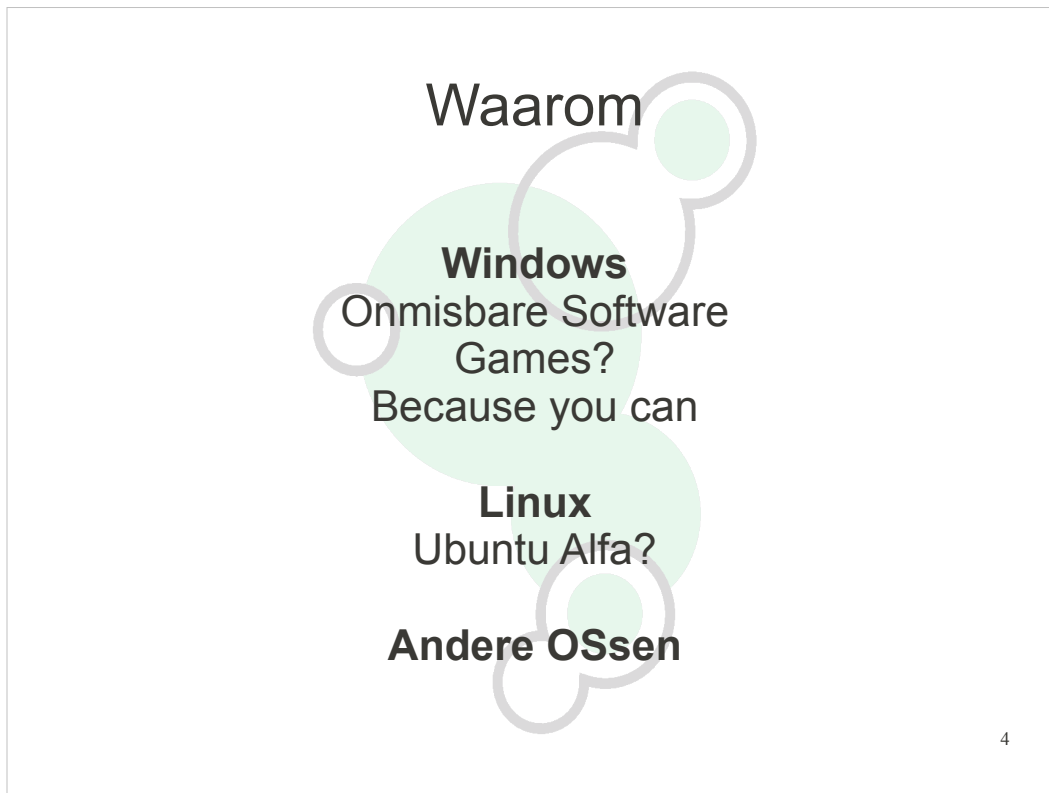 Waarom
Windows
Onmisbare Software
Games?
Because you can
Linux
Ubuntu Alfa?
Andere OSsen
4